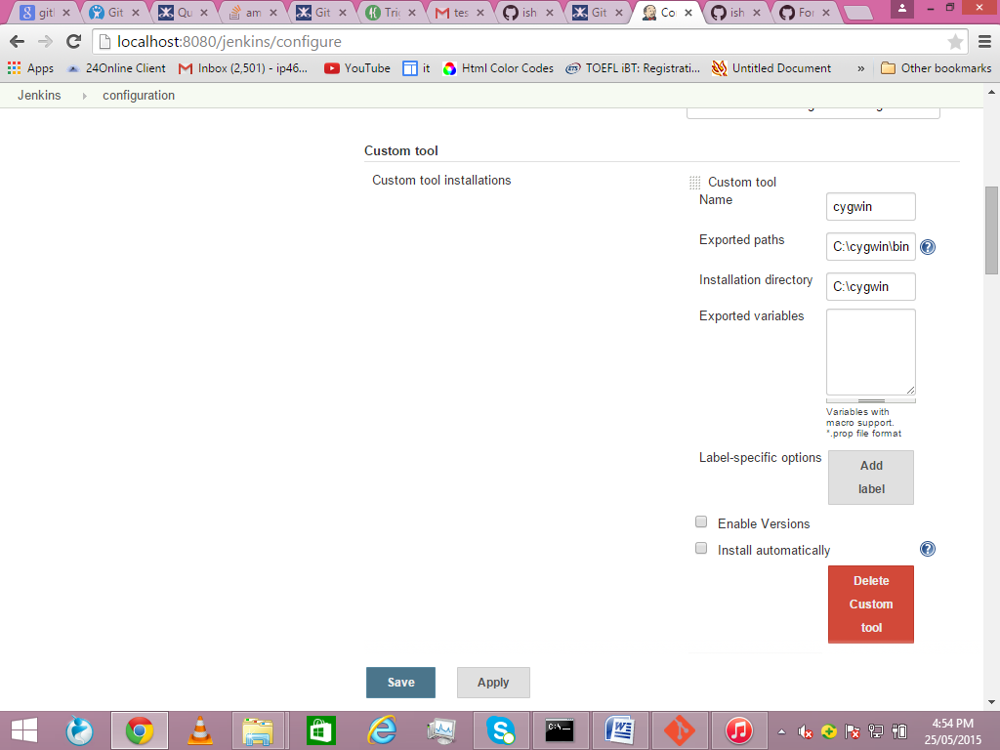 gitl
Git
Qu
am
Git
Tri
tes
ish
Git
Co
ish
For
localhost:8080/jenkins/configure
Apps
24Online Client
Inbox (2,501) - ip46...
YouTube
it
Html Color Codes
TOEFL iBT: Registrati...
Untitled Document
»
Other bookmarks
Jenkins
configuration
Custom tool
Custom tool installations
Custom tool
Name
cygwin
Exported paths
C:\cygwin\bin
Installation directory
C:\cygwin
Exported variables
Variables with
macro support.
*.prop file format
Label-specific options
Add
label
Enable Versions
Install automatically
Delete
Custom
tool
Save
Apply
4:54 PM
25/05/2015